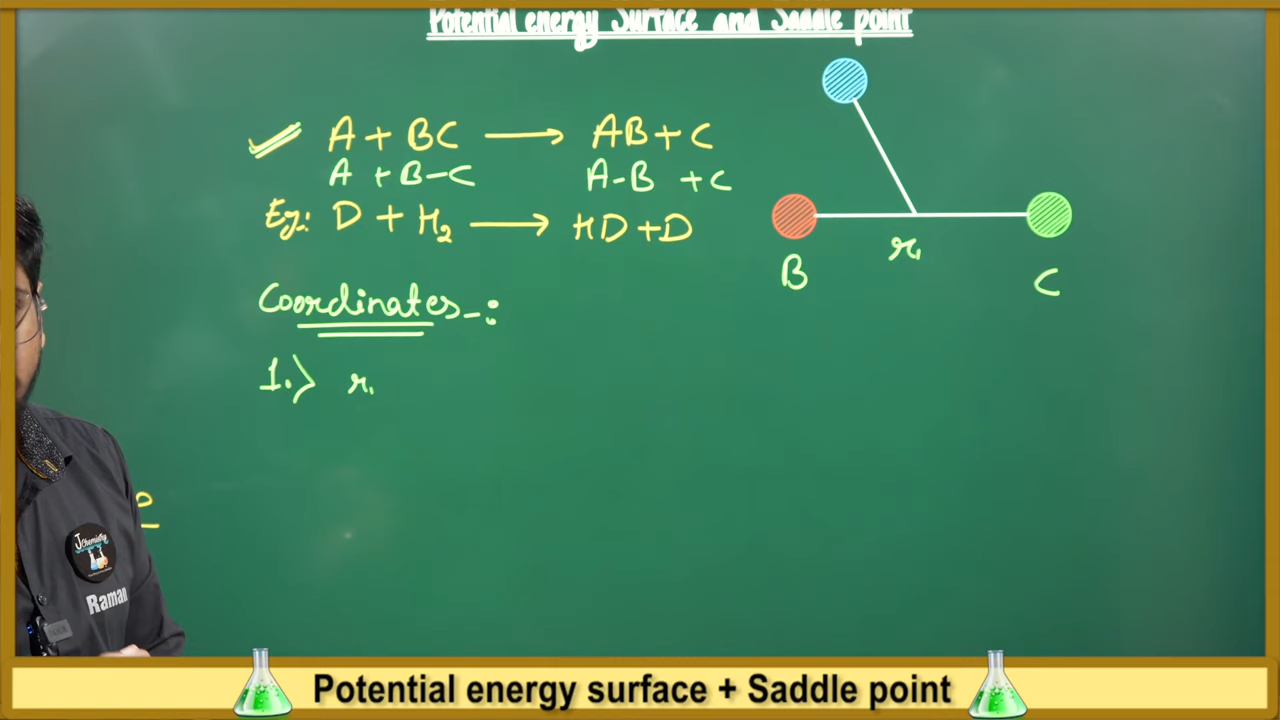 Potential energy Surface and Saddle point
A + BC ⟶ AB + C
A + B-C A-B + C
Eg.: D + H₂ ⟶ HD + D
r₁
B
C
Coordinates-:
1.> r₁
J Chemistry
Raman
Potential energy surface + Saddle point